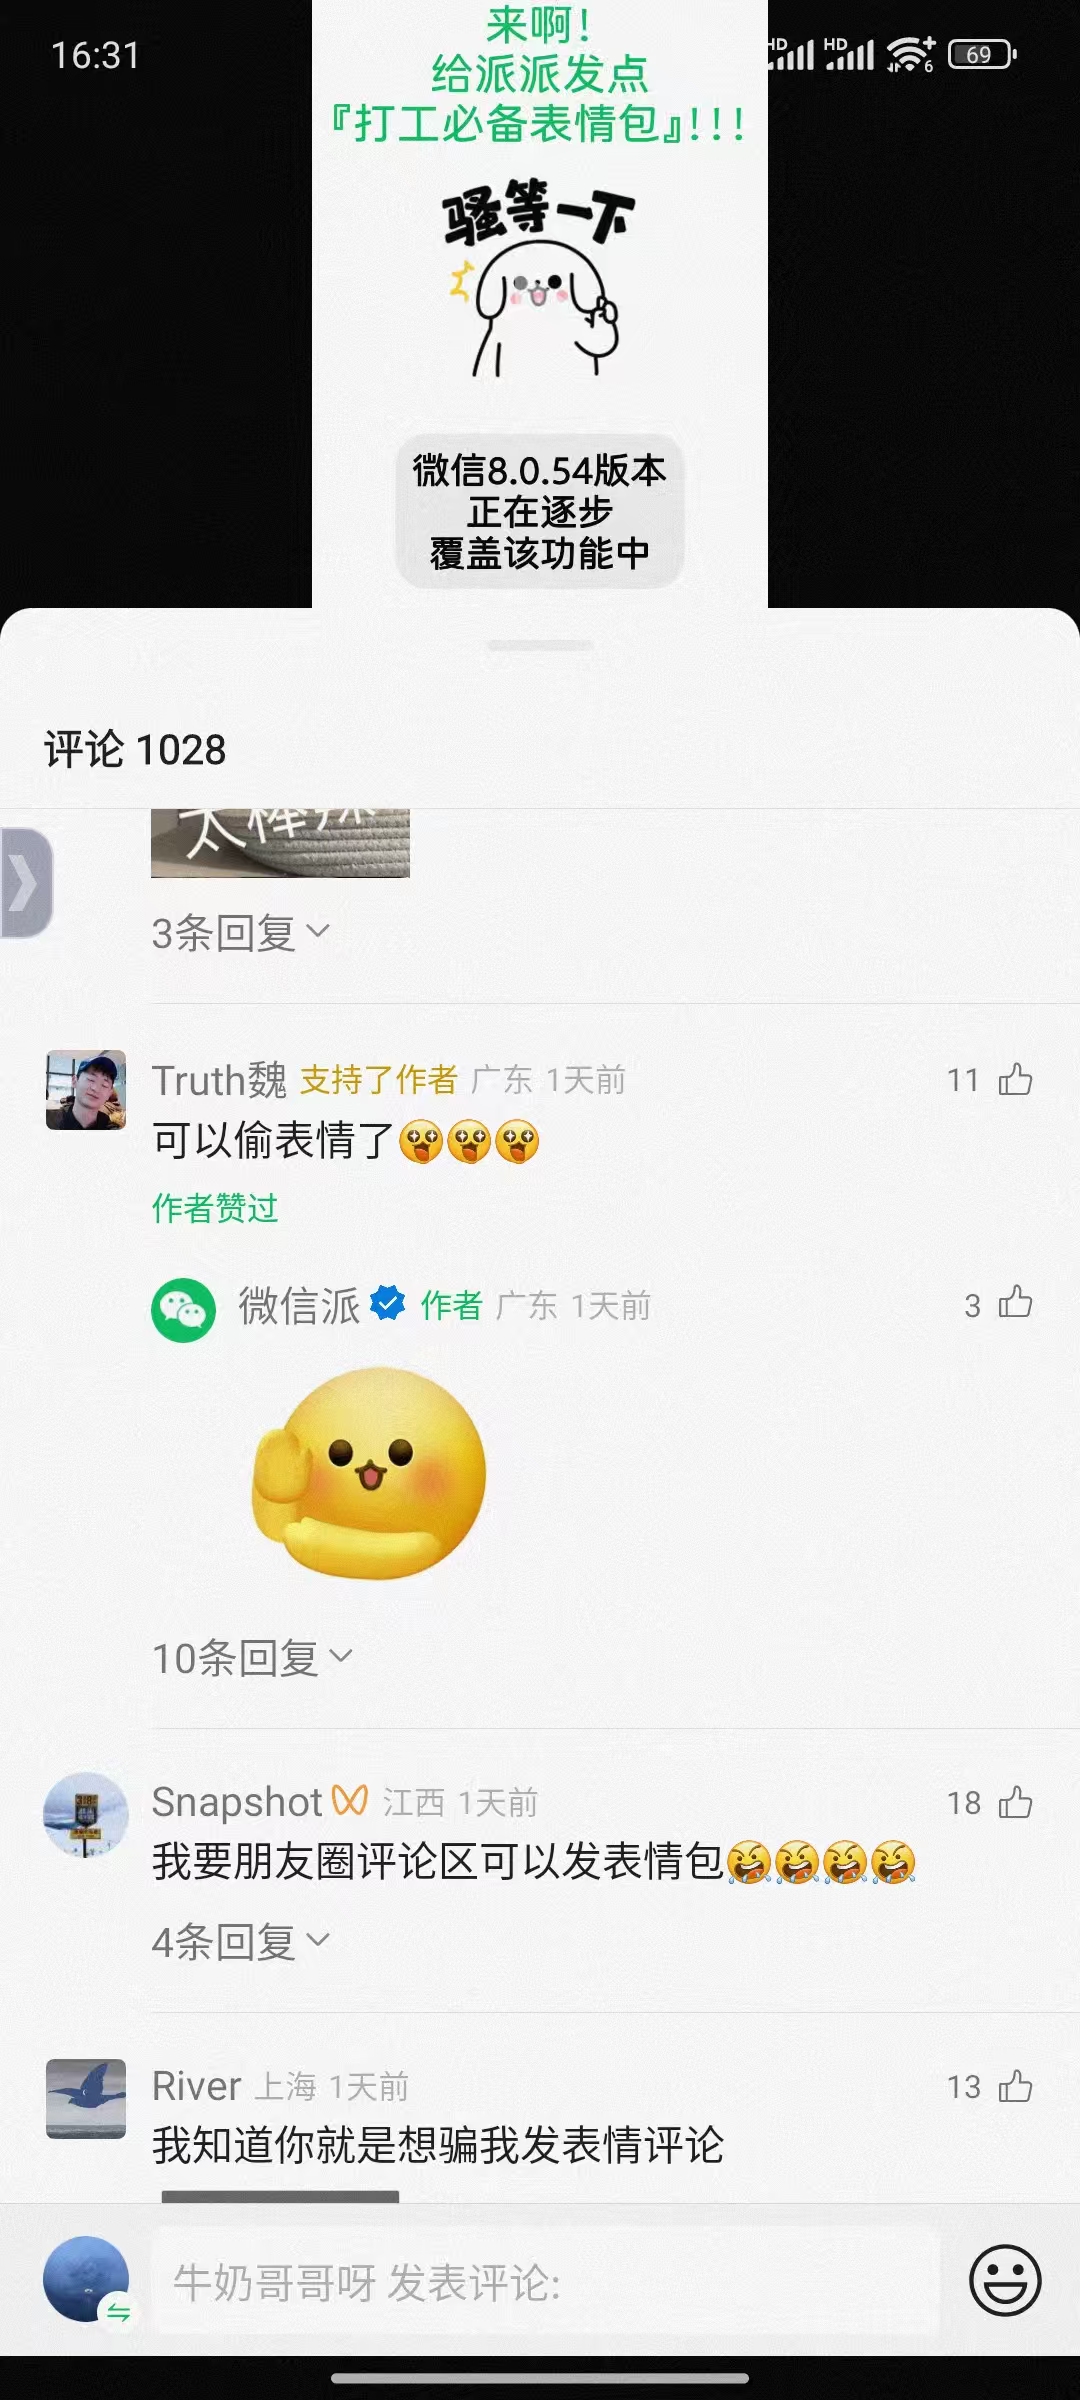 16:31
HD
HD
6
69
来啊！
给派派发点
『打工必备表情包』！！！
骚等一下
微信8.0.54版本
正在逐步
覆盖该功能中
评论 1028
太棒辣
3条回复
Truth魏 支持了作者 广东 1天前
11
可以偷表情了
作者赞过
微信派 作者 广东 1天前
3
10条回复
Snapshot 江西 1天前
18
我要朋友圈评论区可以发表情包
4条回复
River 上海 1天前
13
我知道你就是想骗我发表情评论
牛奶哥哥呀 发表评论: